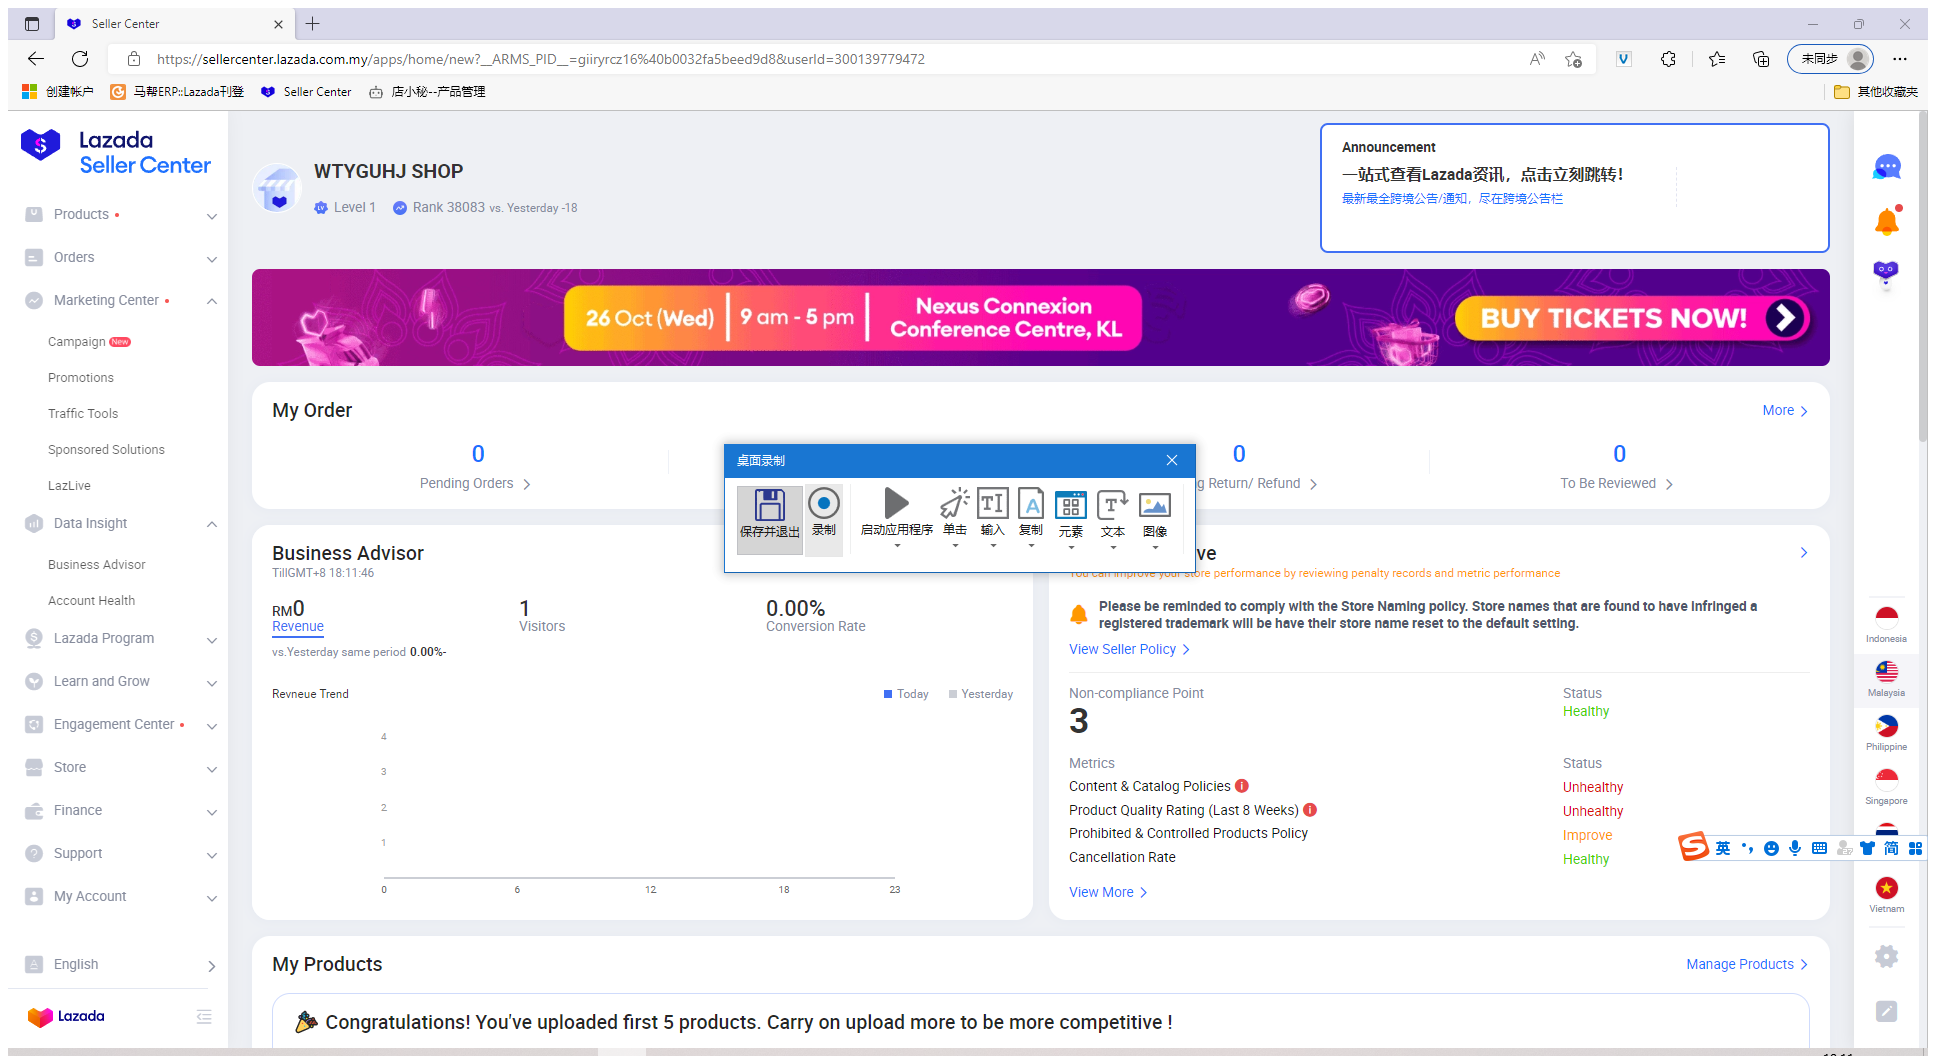 Seller Center
https://sellercenter.lazada.com.my/apps/home/new?__ARMS_PID__=giiryrcz16%40b0032fa5beed9d8&userId=300139779472
未同步
创建帐户
马帮ERP::Lazada刊登
Seller Center
店小秘--产品管理
其他收藏夹
Lazada
Seller Center
Products
Orders
Marketing Center
Campaign New
Promotions
Traffic Tools
Sponsored Solutions
LazLive
Data Insight
Business Advisor
Account Health
Lazada Program
Learn and Grow
Engagement Center
Store
Finance
Support
My Account
English
Lazada
WTYGUHJ SHOP
LV Level 1
Rank 38083 vs. Yesterday -18
Announcement
一站式查看Lazada资讯，点击立刻跳转！
最新最全跨境公告/通知，尽在跨境公告栏
26 Oct (Wed)
9 am - 5 pm
Nexus Connexion
Conference Centre, KL
BUY TICKETS NOW!
My Order
More
0
Pending Orders
0
g Return/ Refund
0
To Be Reviewed
桌面录制
保存并退出
录制
启动应用程序
单击
输入
复制
元素
文本
图像
Business Advisor
TillGMT+8 18:11:46
RM0
Revenue
1
Visitors
0.00%
Conversion Rate
vs.Yesterday same period 0.00%-
Revneue Trend
Today
Yesterday
4
3
2
1
0 6 12 18 23
ve
You can improve your store performance by reviewing penalty records and metric performance
Please be reminded to comply with the Store Naming policy. Store names that are found to have infringed a
registered trademark will be have their store name reset to the default setting.
View Seller Policy
Non-compliance Point
Status
3
Healthy
Metrics
Status
Content & Catalog Policies
Unhealthy
Product Quality Rating (Last 8 Weeks)
Unhealthy
Prohibited & Controlled Products Policy
Improve
Cancellation Rate
Healthy
View More
My Products
Manage Products
Congratulations! You've uploaded first 5 products. Carry on upload more to be more competitive !
Indonesia
Malaysia
Philippine
Singapore
英
简
Vietnam